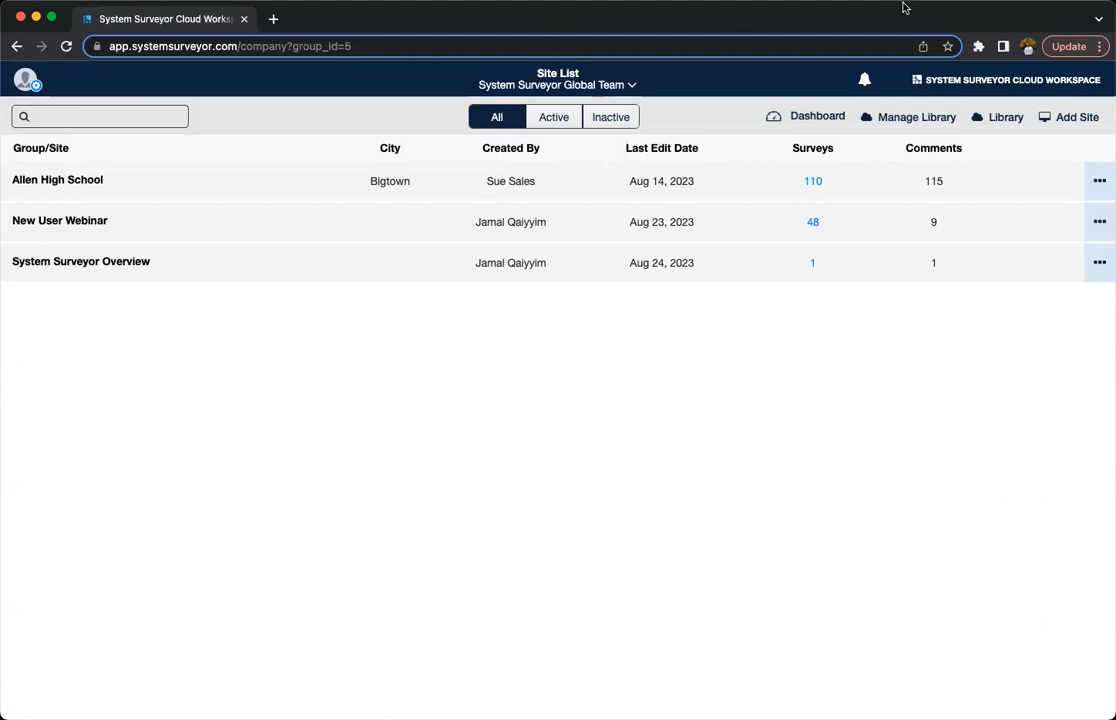 System Surveyor Cloud Works
app.systemsurveyor.com/company?group_id=5
Update
Site List
System Surveyor Global Team
SYSTEM SURVEYOR CLOUD WORKSPACE
All Active Inactive
Dashboard Manage Library Library Add Site
Group/Site City Created By Last Edit Date Surveys Comments
Allen High School Bigtown Sue Sales Aug 14, 2023 110 115
New User Webinar Jamal Qaiyyim Aug 23, 2023 48 9
System Surveyor Overview Jamal Qaiyyim Aug 24, 2023 1 1